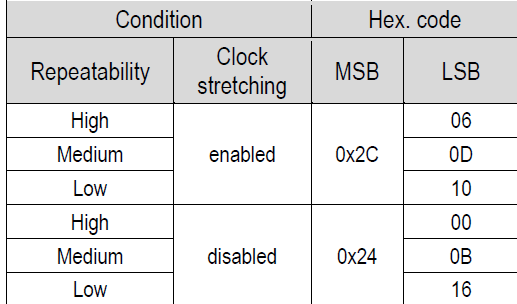 Condition Hex. code
Repeatability Clock stretching MSB LSB
High 06
Medium enabled 0x2C 0D
Low 10
High 00
Medium disabled 0x24 0B
Low 16